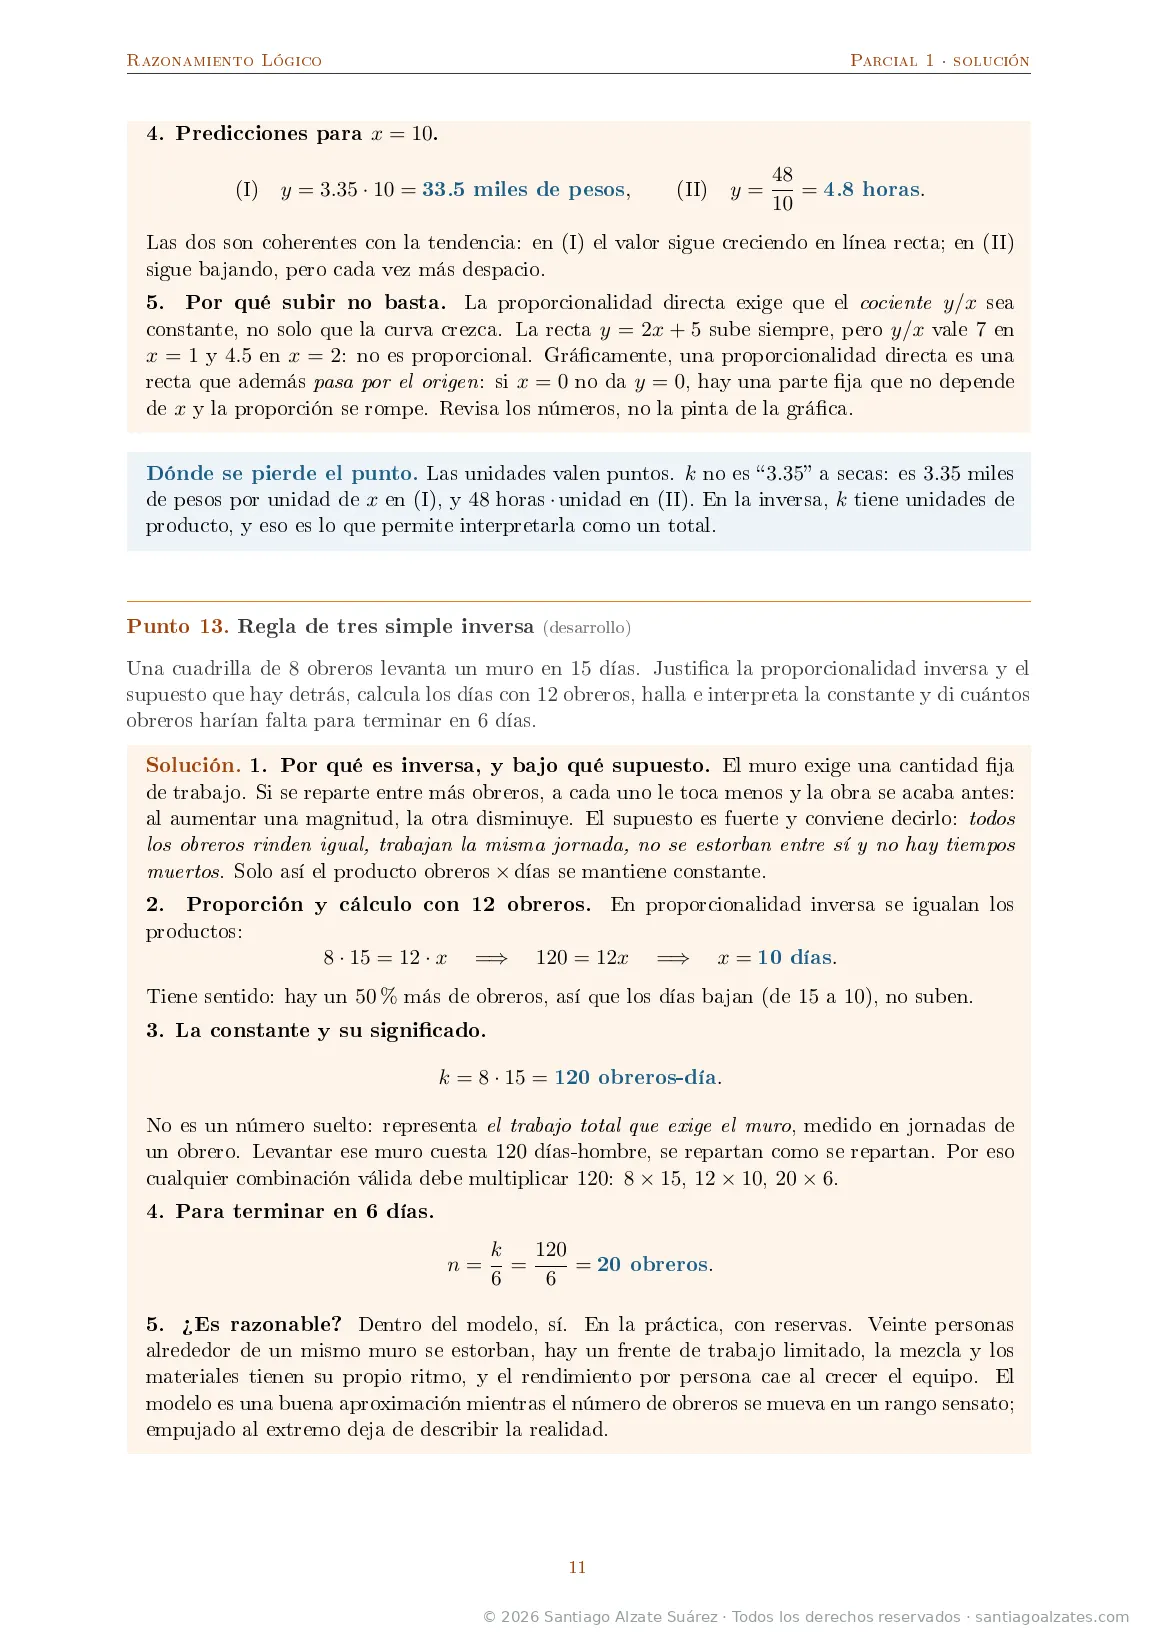 Razonamiento Lógico Parcial 1 · solución
4. Predicciones para x = 10.
(I) y = 3.35 · 10 = 33.5 miles de pesos, (II) y = 48/10 = 4.8 horas.
Las dos son coherentes con la tendencia: en (I) el valor sigue creciendo en línea recta; en (II)
sigue bajando, pero cada vez más despacio.
5. Por qué subir no basta. La proporcionalidad directa exige que el cociente y/x sea
constante, no solo que la curva crezca. La recta y = 2x + 5 sube siempre, pero y/x vale 7 en
x = 1 y 4.5 en x = 2: no es proporcional. Gráficamente, una proporcionalidad directa es una
recta que además pasa por el origen: si x = 0 no da y = 0, hay una parte fija que no depende
de x y la proporción se rompe. Revisa los números, no la pinta de la gráfica.
Dónde se pierde el punto. Las unidades valen puntos. k no es “3.35” a secas: es 3.35 miles
de pesos por unidad de x en (I), y 48 horas · unidad en (II). En la inversa, k tiene unidades de
producto, y eso es lo que permite interpretarla como un total.
Punto 13. Regla de tres simple inversa (desarrollo)
Una cuadrilla de 8 obreros levanta un muro en 15 días. Justifica la proporcionalidad inversa y el
supuesto que hay detrás, calcula los días con 12 obreros, halla e interpreta la constante y di cuántos
obreros harían falta para terminar en 6 días.
Solución. 1. Por qué es inversa, y bajo qué supuesto. El muro exige una cantidad fija
de trabajo. Si se reparte entre más obreros, a cada uno le toca menos y la obra se acaba antes:
al aumentar una magnitud, la otra disminuye. El supuesto es fuerte y conviene decirlo: todos
los obreros rinden igual, trabajan la misma jornada, no se estorban entre sí y no hay tiempos
muertos. Solo así el producto obreros × días se mantiene constante.
2. Proporción y cálculo con 12 obreros. En proporcionalidad inversa se igualan los
productos:
8 · 15 = 12 · x ⟹ 120 = 12x ⟹ x = 10 días.
Tiene sentido: hay un 50 % más de obreros, así que los días bajan (de 15 a 10), no suben.
3. La constante y su significado.
k = 8 · 15 = 120 obreros-día.
No es un número suelto: representa el trabajo total que exige el muro, medido en jornadas de
un obrero. Levantar ese muro cuesta 120 días-hombre, se repartan como se repartan. Por eso
cualquier combinación válida debe multiplicar 120: 8 × 15, 12 × 10, 20 × 6.
4. Para terminar en 6 días.
n = k/6 = 120/6 = 20 obreros.
5. ¿Es razonable? Dentro del modelo, sí. En la práctica, con reservas. Veinte personas
alrededor de un mismo muro se estorban, hay un frente de trabajo limitado, la mezcla y los
materiales tienen su propio ritmo, y el rendimiento por persona cae al crecer el equipo. El
modelo es una buena aproximación mientras el número de obreros se mueva en un rango sensato;
empujado al extremo deja de describir la realidad.
11
© 2026 Santiago Alzate Suárez · Todos los derechos reservados · santiagoalzates.com